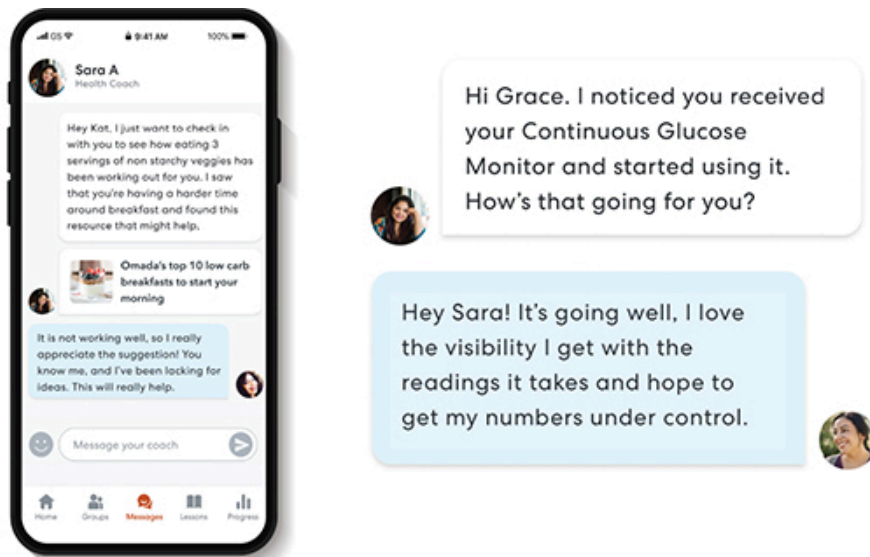 OS
9:41 AM
100%
Sara A
Health Coach
Hey Kat, I just want to check in
with you to see how eating 3
servings of non starchy veggies has
been working out for you. I saw
that you're having a harder time
around breakfast and found this
resource that might help.
Omada's top 10 low carb
breakfasts to start your
morning
It is not working well, so I really
appreciate the suggestion! You
know me, and I've been lacking for
ideas. This will really help.
Message your coach
Home
Groups
Messages
Lessons
Progress
Hi Grace. I noticed you received
your Continuous Glucose
Monitor and started using it.
How's that going for you?
Hey Sara! It's going well, I love
the visibility I get with the
readings it takes and hope to
get my numbers under control.